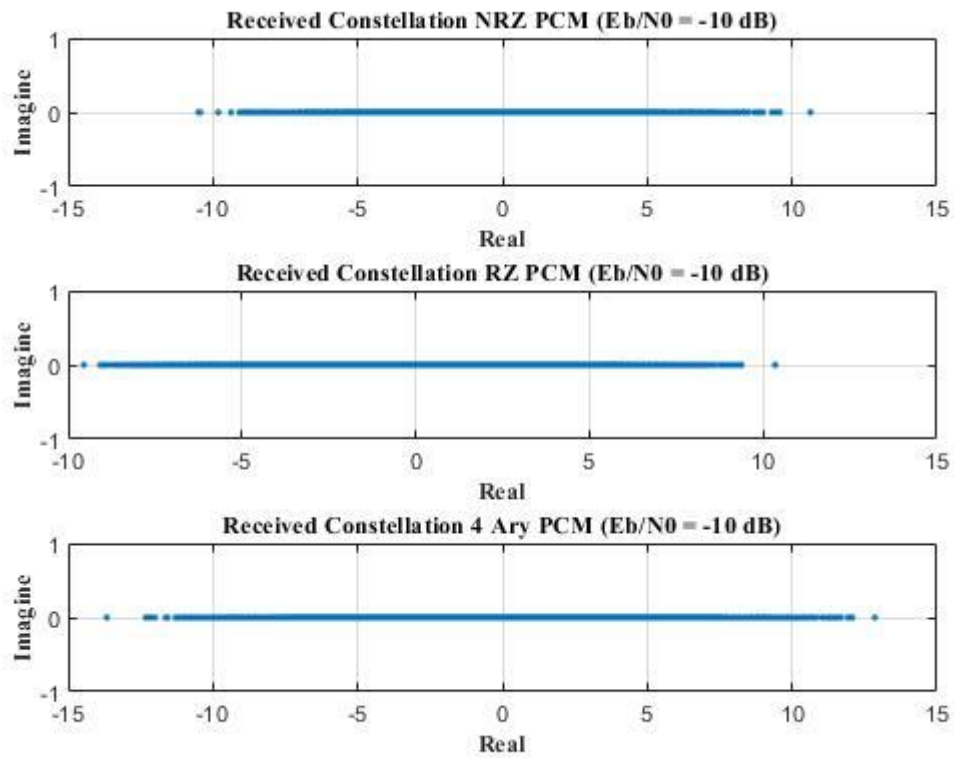 Received Constellation NRZ PCM (Eb/N0 = -10 dB)
1
0
-1
Imagine
-15 -10 -5 0 5 10 15
Real
Received Constellation RZ PCM (Eb/N0 = -10 dB)
1
0
-1
Imagine
-10 -5 0 5 10 15
Real
Received Constellation 4 Ary PCM (Eb/N0 = -10 dB)
1
0
-1
Imagine
-15 -10 -5 0 5 10 15
Real